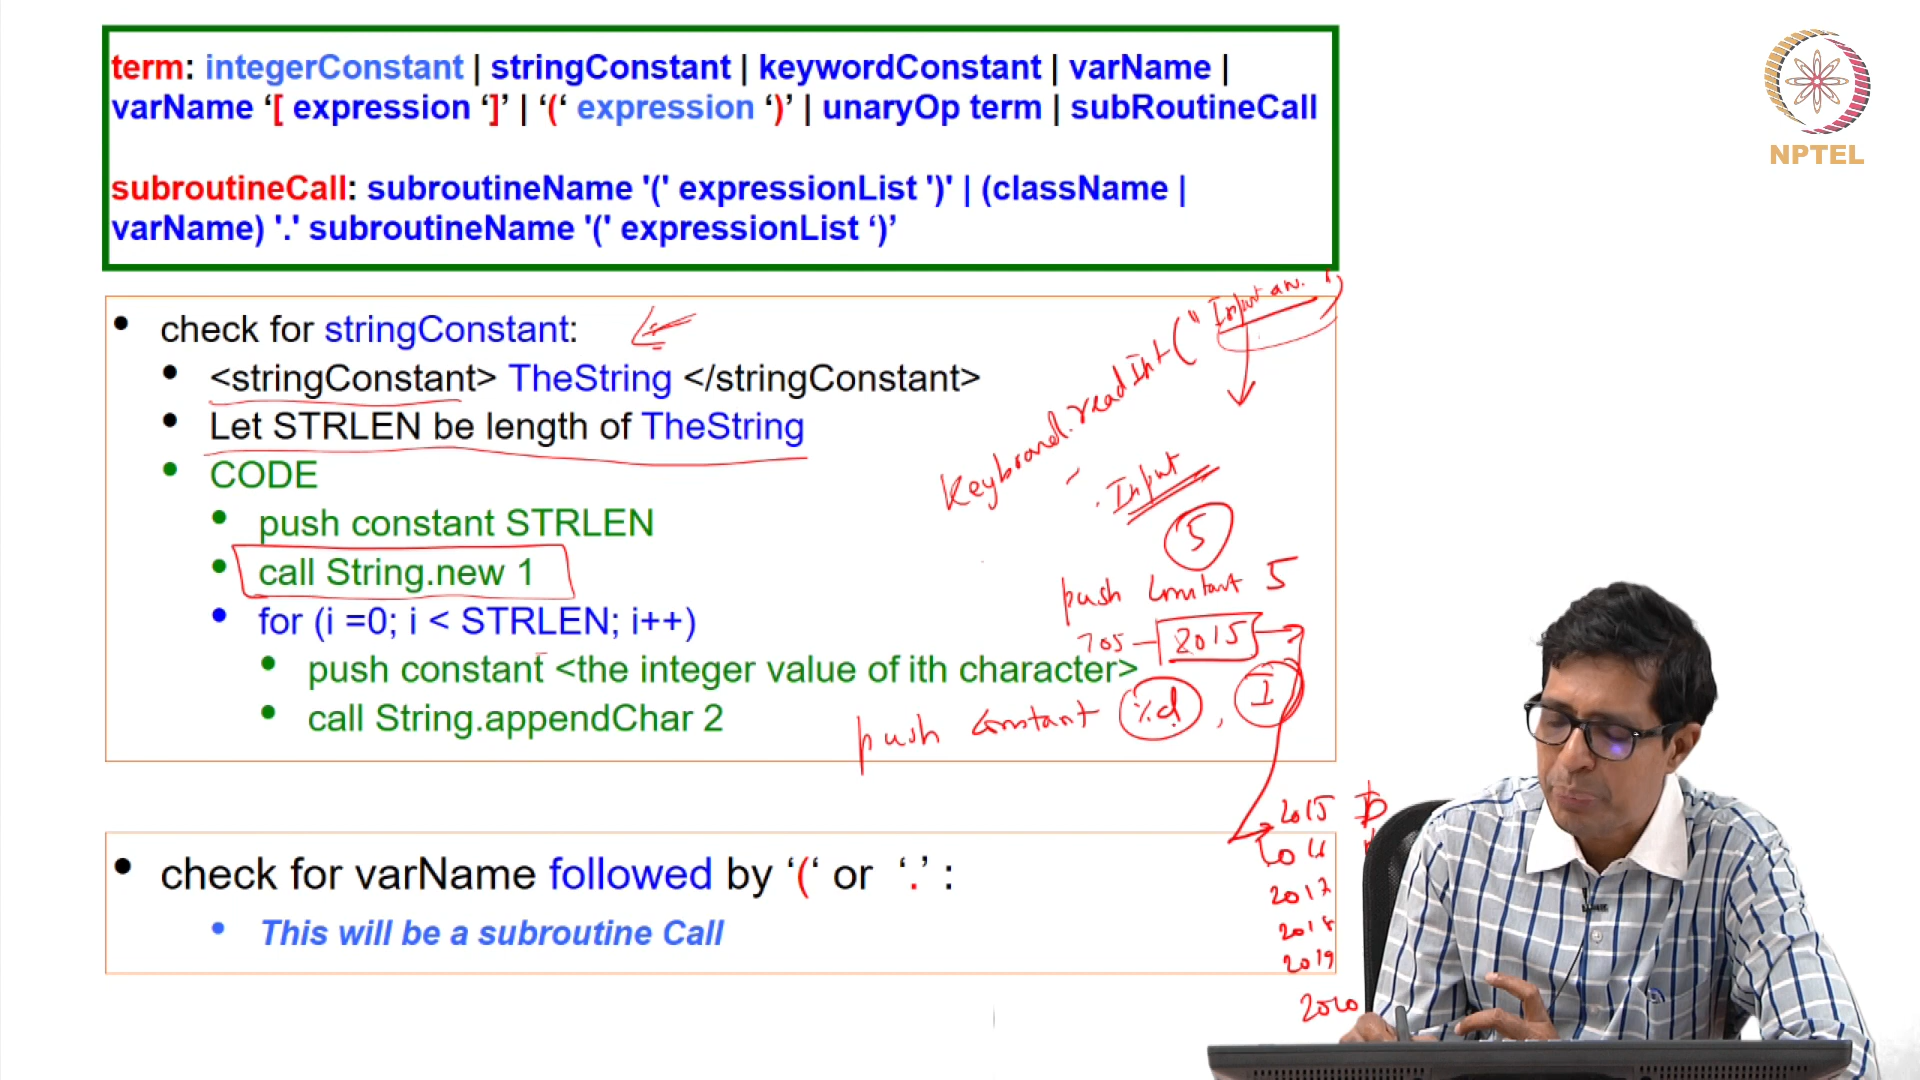 term: integerConstant | stringConstant | keywordConstant | varName |
varName ‘[ expression ‘]’ | ‘(‘ expression ‘)’ | unaryOp term | subRoutineCall
subroutineCall: subroutineName '(' expressionList ')' | (className |
varName) '.' subroutineName '(' expressionList ‘)’
NPTEL
• check for stringConstant:
• <stringConstant> TheString </stringConstant>
• Let STRLEN be length of TheString
• CODE
• push constant STRLEN
• call String.new 1
• for (i =0; i < STRLEN; i++)
• push constant <the integer value of ith character>
• call String.appendChar 2
Keyboard.readInt("Input
Input
5
push constant 5
705 - 2015
push constant %d, I
• check for varName followed by ‘(‘ or ‘.’ :
• This will be a subroutine Call
2015
2017
2018
2019
2020